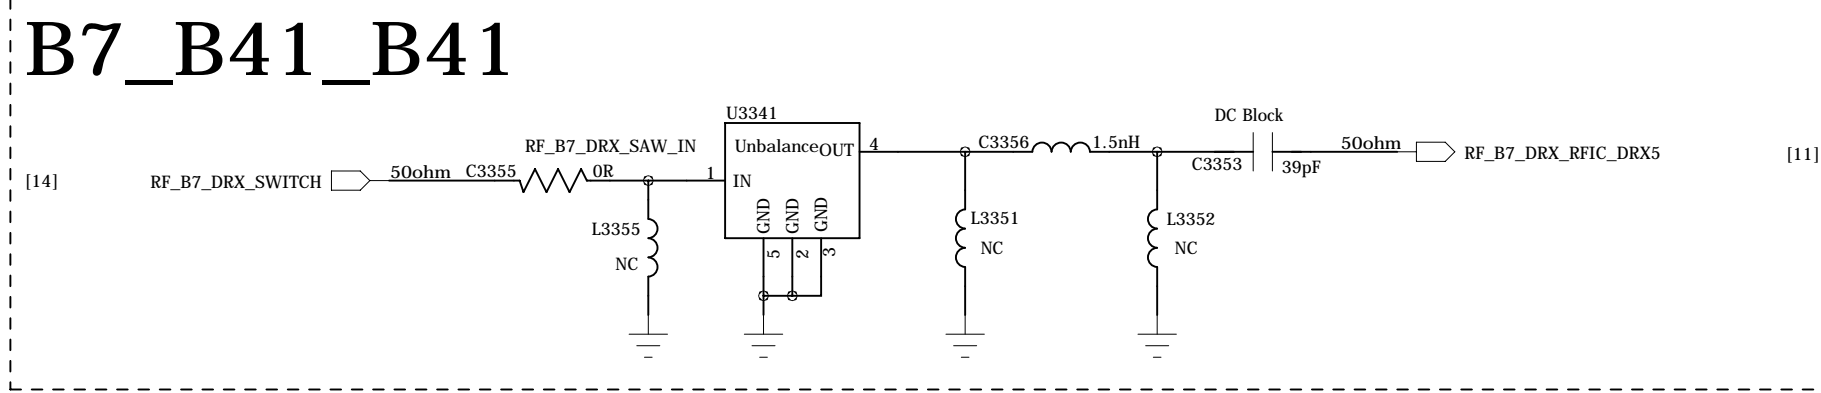 B7_B41_B41
[14]
RF_B7_DRX_SWITCH
50ohm
C3355
0R
RF_B7_DRX_SAW_IN
L3355
NC
1
U3341
Unbalance
OUT
IN
GND
GND
GND
5
2
3
4
C3356
1.5nH
L3351
NC
L3352
NC
DC Block
C3353
39pF
50ohm
RF_B7_DRX_RFIC_DRX5
[11]